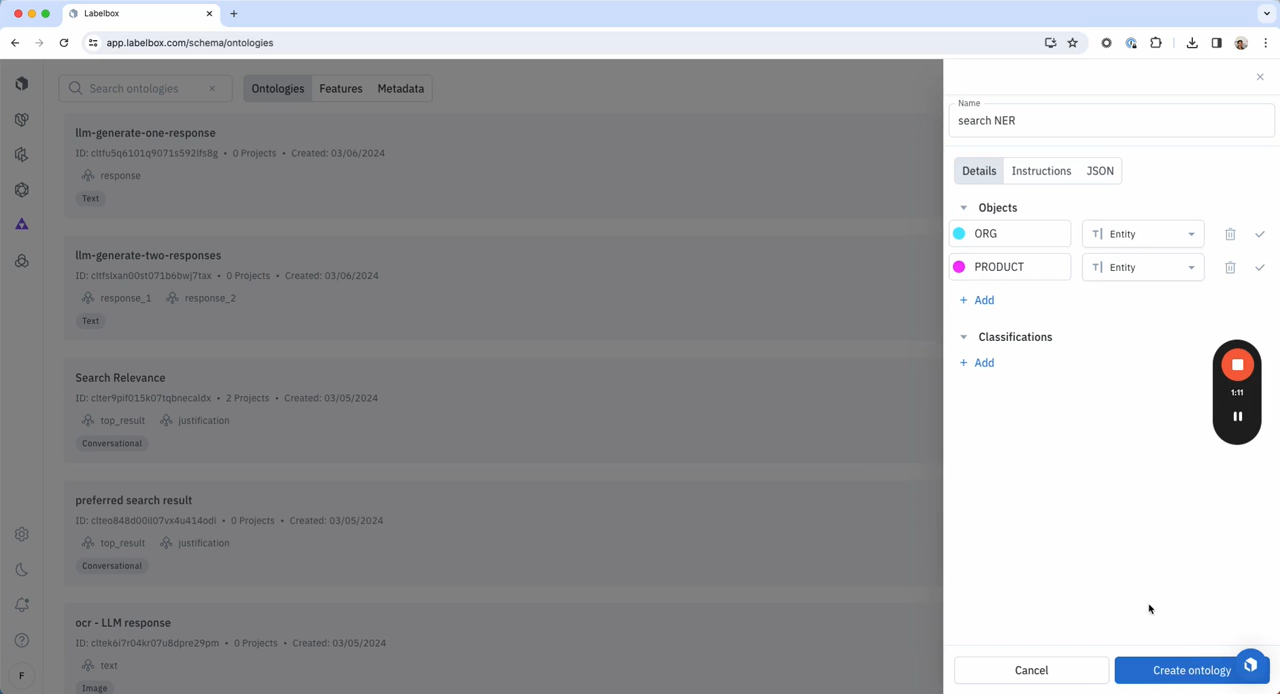 Labelbox
app.labelbox.com/schema/ontologies
Search ontologies
Ontologies
Features
Metadata
llm-generate-one-response
ID: cltfu5q6101q9071s592lfs8g • 0 Projects • Created: 03/06/2024
response
Text
llm-generate-two-responses
ID: cltfslxan00st071b6bwj7tax • 0 Projects • Created: 03/06/2024
response_1
response_2
Text
Search Relevance
ID: clter9pif015k07tqbnecaldx • 2 Projects • Created: 03/05/2024
top_result
justification
Conversational
preferred search result
ID: clteo848d00il07vx4u414odi • 0 Projects • Created: 03/05/2024
top_result
justification
Conversational
ocr - LLM response
ID: cltek6i7r04kr07u8dpre29pm • 0 Projects • Created: 03/05/2024
text
Image
F
Name
search NER
Details
Instructions
JSON
Objects
ORG
T| Entity
PRODUCT
T| Entity
+ Add
Classifications
+ Add
1:11
Cancel
Create ontology